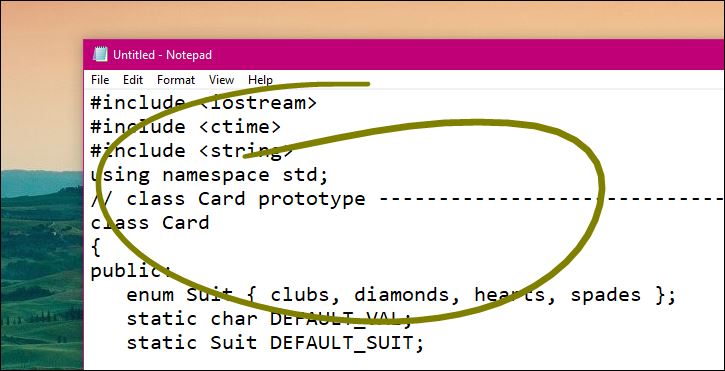 Untitled - Notepad
File Edit Format View Help
#include <iostream>
#include <ctime>
#include <string>
using namespace std;
// class Card prototype -----------------------------
class Card
{
public:
   enum Suit { clubs, diamonds, hearts, spades };
   static char DEFAULT_VAL;
   static Suit DEFAULT_SUIT;